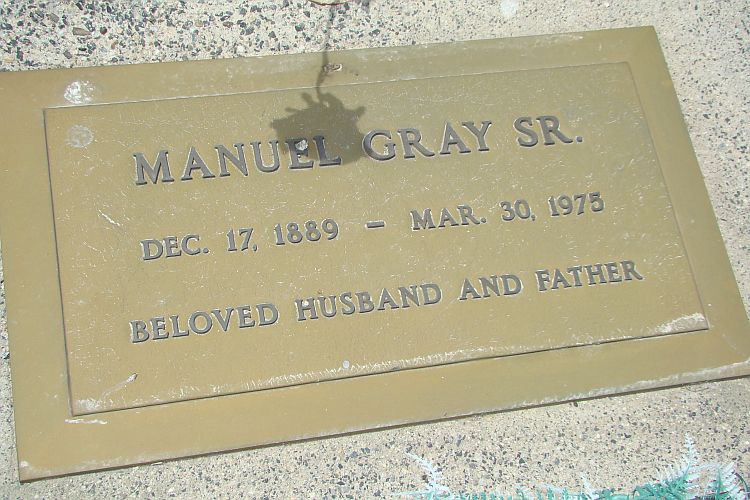 MANUEL GRAY SR.
DEC. 17, 1889 – MAR. 30, 1975
BELOVED HUSBAND AND FATHER